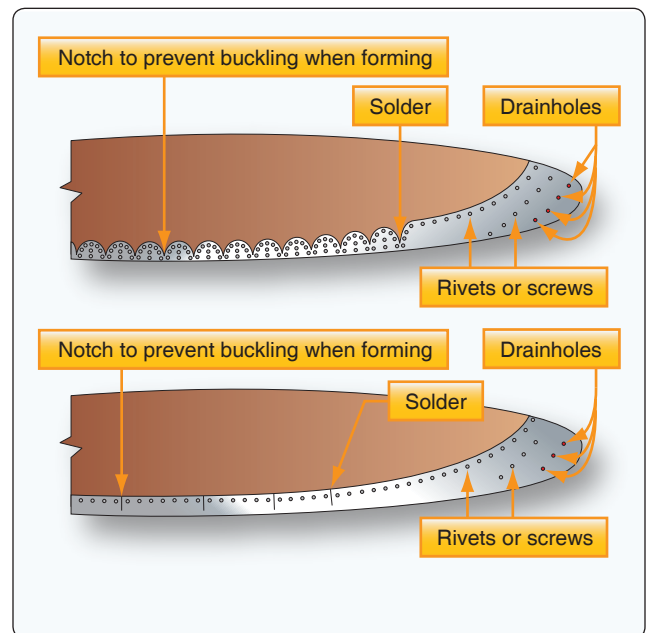 Notch to prevent buckling when forming
Solder
Drainholes
Rivets or screws
Notch to prevent buckling when forming
Drainholes
Solder
Rivets or screws